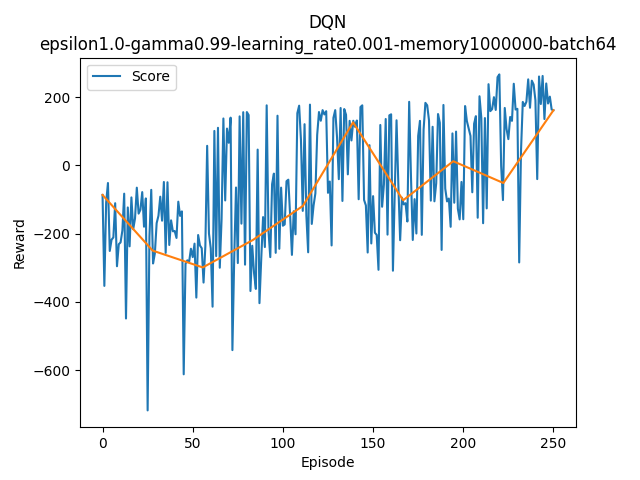 DQN
epsilon1.0-gamma0.99-learning_rate0.001-memory1000000-batch64
Score
200
0
−200
−400
−600
Reward
0
50
100
150
200
250
Episode